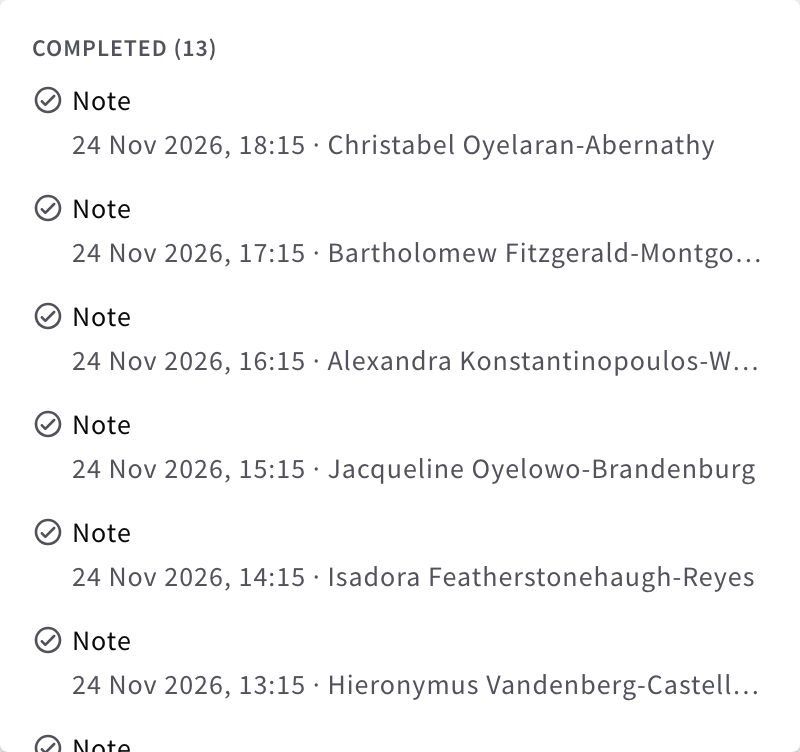 COMPLETED (13)
Note
24 Nov 2026, 18:15 · Christabel Oyelaran-Abernathy
Note
24 Nov 2026, 17:15 · Bartholomew Fitzgerald-Montgo…
Note
24 Nov 2026, 16:15 · Alexandra Konstantinopoulos-W…
Note
24 Nov 2026, 15:15 · Jacqueline Oyelowo-Brandenburg
Note
24 Nov 2026, 14:15 · Isadora Featherstonehaugh-Reyes
Note
24 Nov 2026, 13:15 · Hieronymus Vandenberg-Castell…
Note